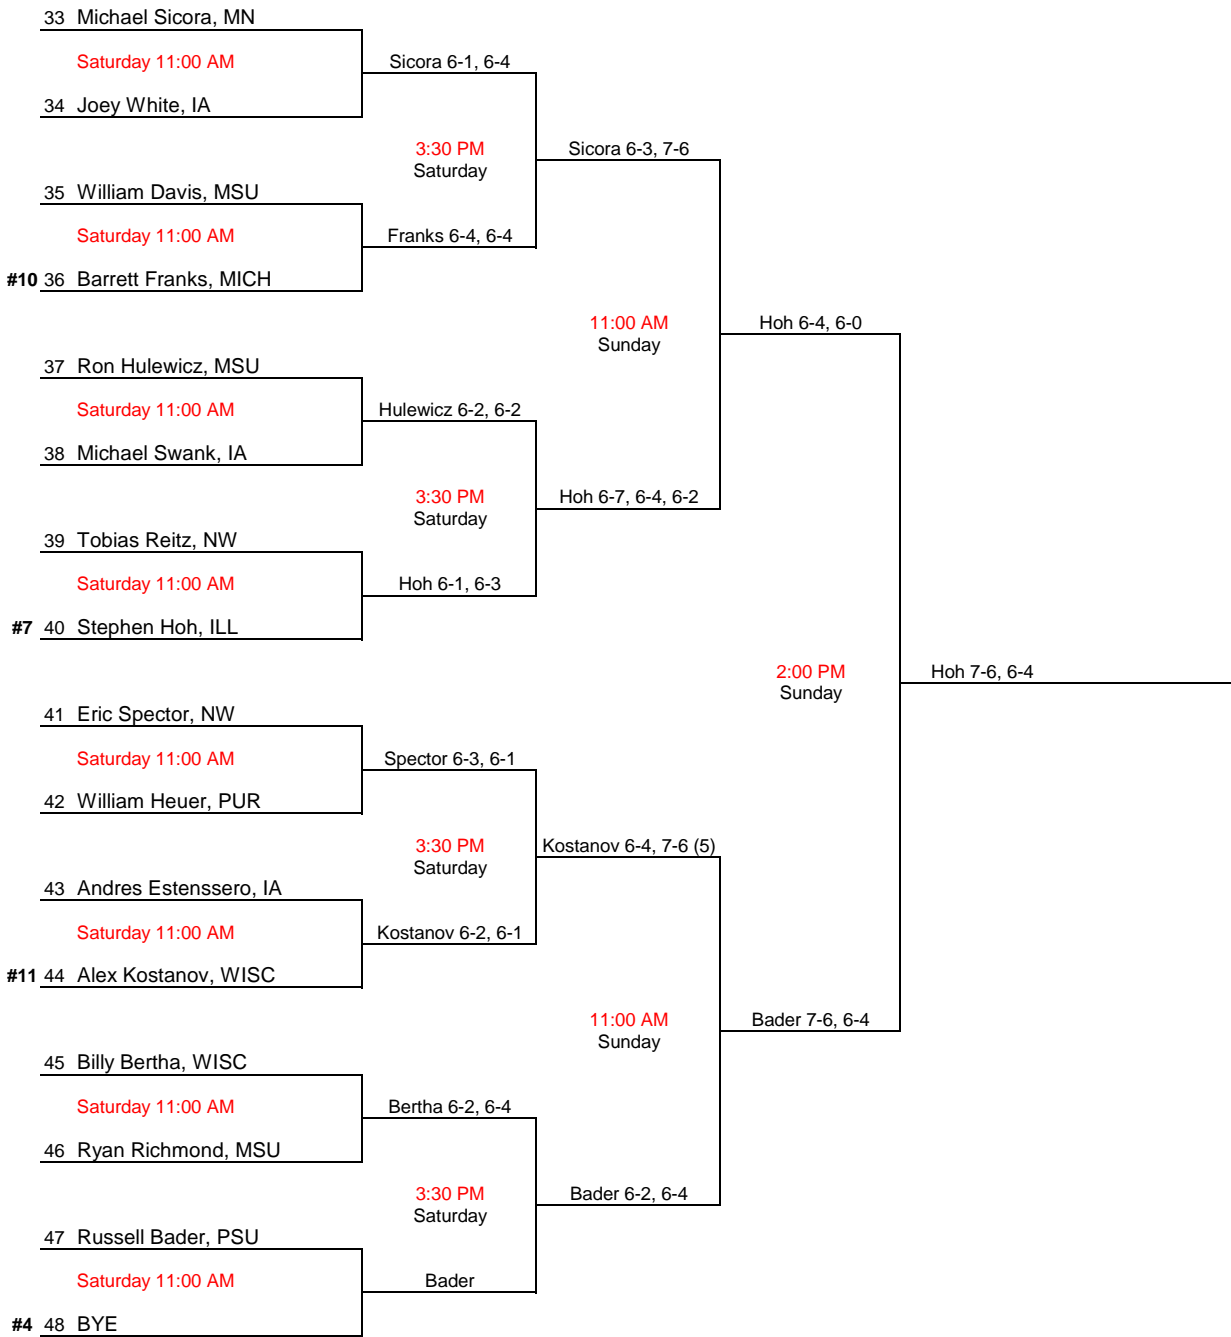 33 Michael Sicora, MN
Saturday 11:00 AM
Sicora 6-1, 6-4
34 Joey White, IA
3:30 PM
Saturday
Sicora 6-3, 7-6
35 William Davis, MSU
Saturday 11:00 AM
Franks 6-4, 6-4
#10 36 Barrett Franks, MICH
11:00 AM
Sunday
Hoh 6-4, 6-0
37 Ron Hulewicz, MSU
Saturday 11:00 AM
Hulewicz 6-2, 6-2
38 Michael Swank, IA
3:30 PM
Saturday
Hoh 6-7, 6-4, 6-2
39 Tobias Reitz, NW
Saturday 11:00 AM
Hoh 6-1, 6-3
#7 40 Stephen Hoh, ILL
2:00 PM
Sunday
Hoh 7-6, 6-4
41 Eric Spector, NW
Saturday 11:00 AM
Spector 6-3, 6-1
42 William Heuer, PUR
3:30 PM
Saturday
Kostanov 6-4, 7-6 (5)
43 Andres Estenssero, IA
Saturday 11:00 AM
Kostanov 6-2, 6-1
#11 44 Alex Kostanov, WISC
11:00 AM
Sunday
Bader 7-6, 6-4
45 Billy Bertha, WISC
Saturday 11:00 AM
Bertha 6-2, 6-4
46 Ryan Richmond, MSU
3:30 PM
Saturday
Bader 6-2, 6-4
47 Russell Bader, PSU
Saturday 11:00 AM
Bader
#4 48 BYE